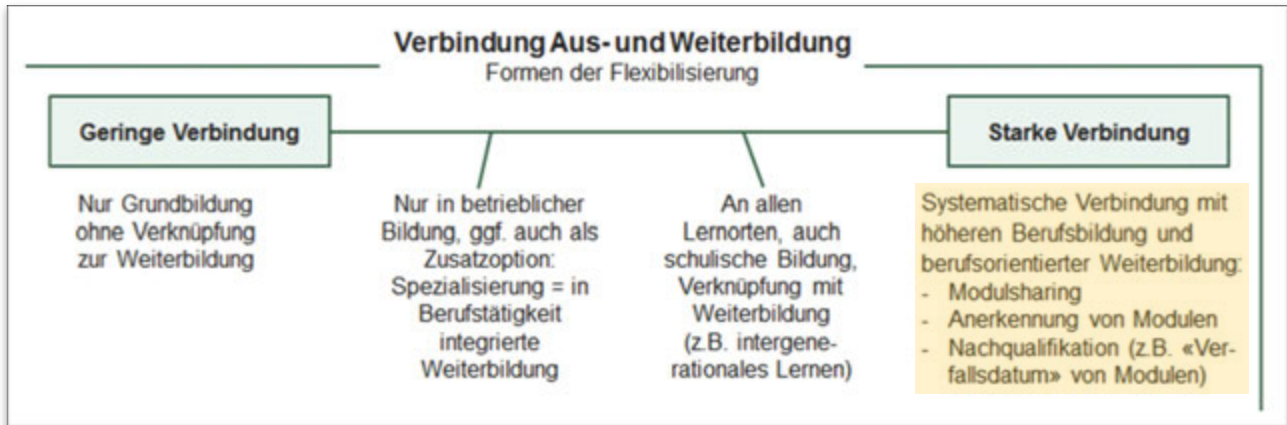 Verbindung Aus- und Weiterbildung
Formen der Flexibilisierung
Geringe Verbindung
Starke Verbindung
Nur Grundbildung
ohne Verknüpfung
zur Weiterbildung
Nur in betrieblicher
Bildung, ggf. auch als
Zusatzoption:
Spezialisierung = in
Berufstätigkeit
integrierte
Weiterbildung
An allen
Lernorten, auch
schulische Bildung,
Verknüpfung mit
Weiterbildung
(z.B. intergene-
rationales Lernen)
Systematische Verbindung mit
höheren Berufsbildung und
berufsorientierter Weiterbildung:
- Modulsharing
- Anerkennung von Modulen
- Nachqualifikation (z.B. «Ver-
fallsdatum» von Modulen)